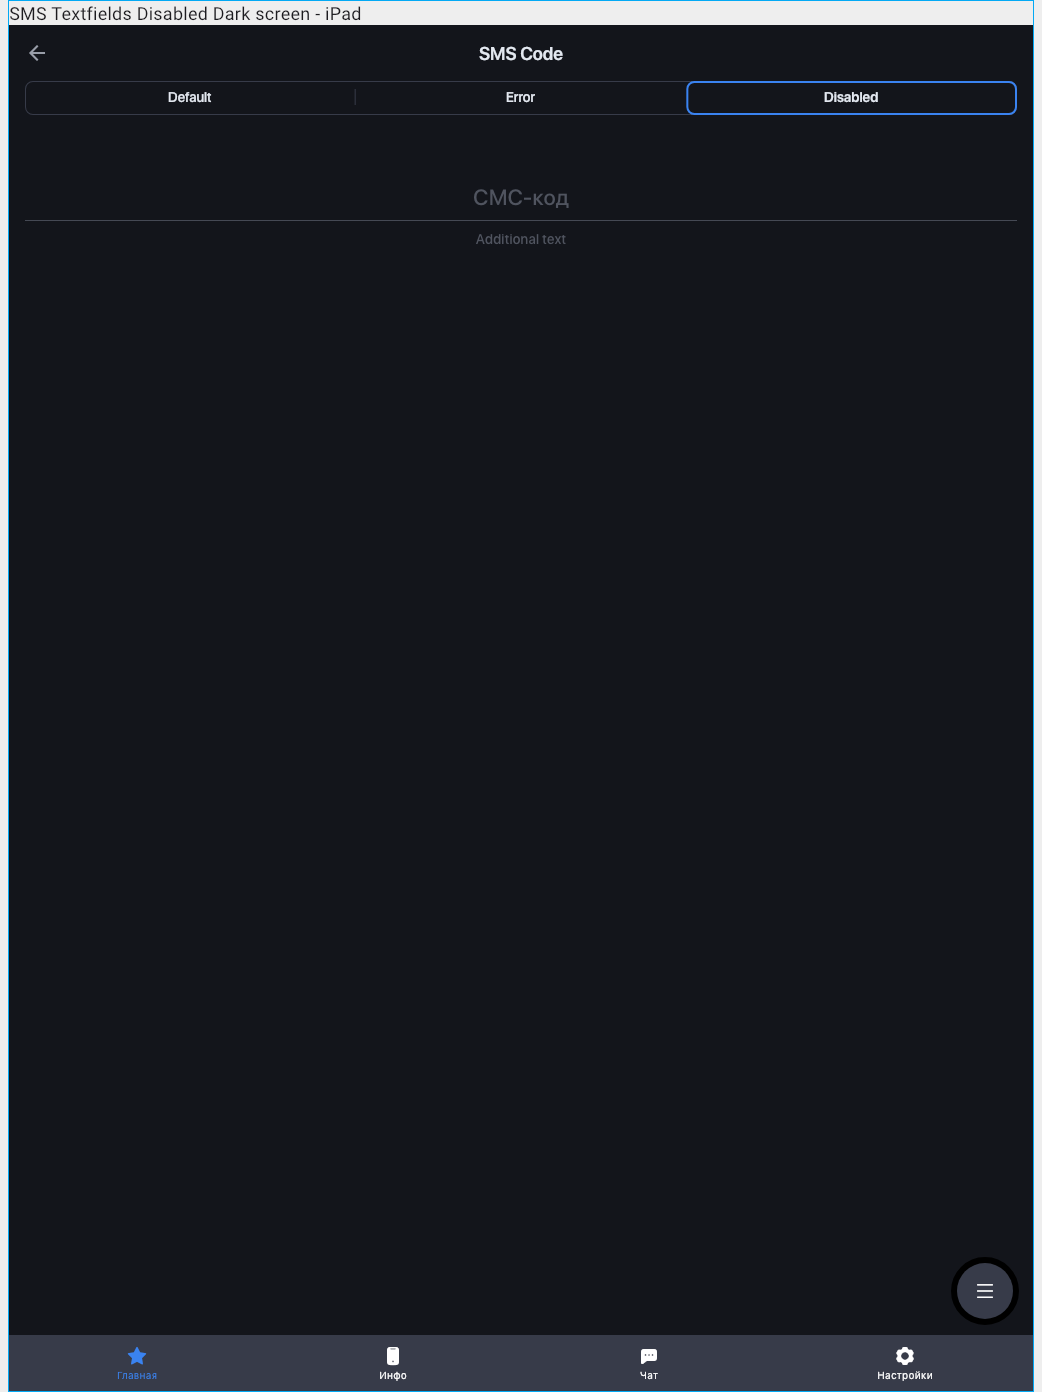 SMS Textfields Disabled Dark screen - iPad
SMS Code
Default Error Disabled
СМС-код
Additional text
Главная Инфо Чат Настройки